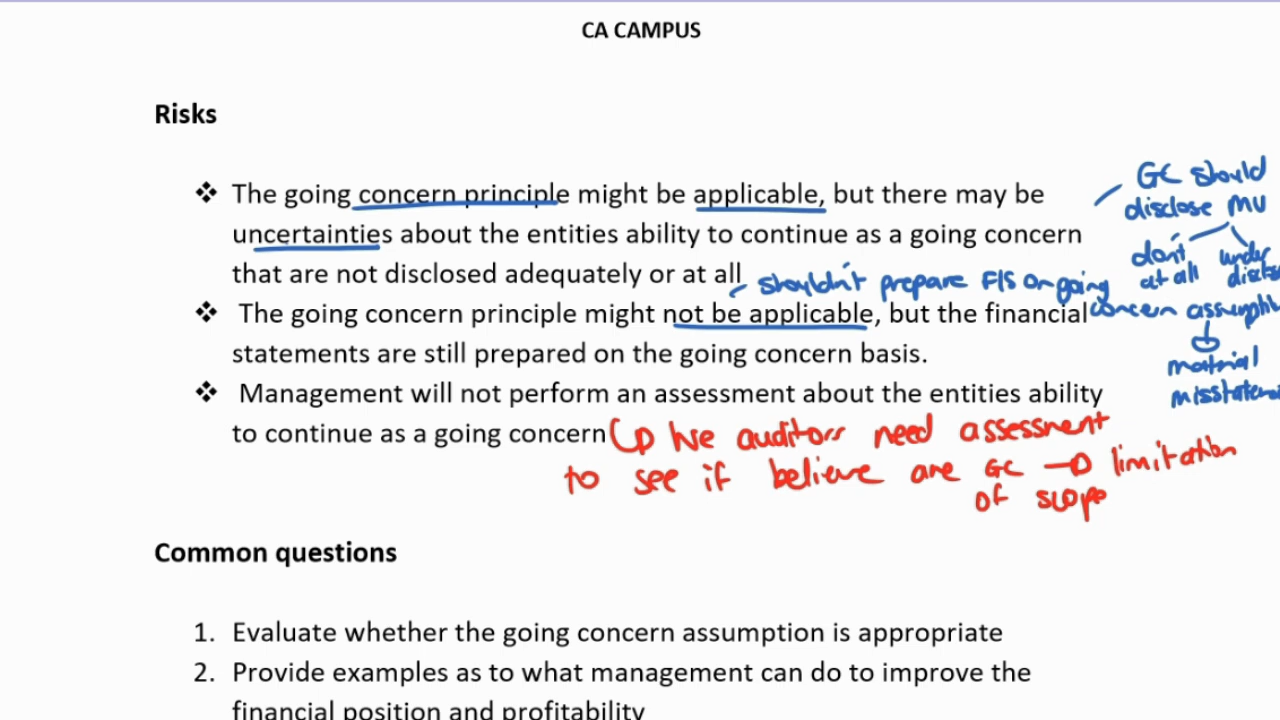 CA CAMPUS
Risks
❖ The going concern principle might be applicable, but there may be
uncertainties about the entities ability to continue as a going concern
that are not disclosed adequately or at all
❖ The going concern principle might not be applicable, but the financial
statements are still prepared on the going concern basis.
❖ Management will not perform an assessment about the entities ability
to continue as a going concern
GC should
disclose MU
don't
at all
under
shouldn't prepare F/S on going
concern
material
We auditors need assessment
to see if believe are GC → limitation
of scope
Common questions
1. Evaluate whether the going concern assumption is appropriate
2. Provide examples as to what management can do to improve the
financial position and profitability